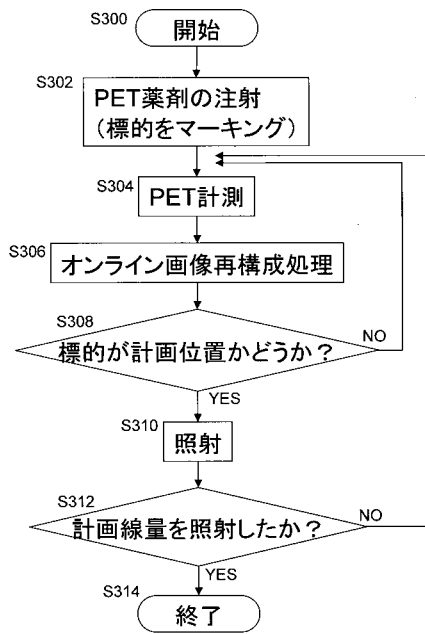 S300
開始
S302
PET薬剤の注射
（標的をマーキング）
S304
PET計測
S306
オンライン画像再構成処理
S308
標的が計画位置かどうか？
NO
YES
S310
照射
S312
計画線量を照射したか？
NO
YES
S314
終了